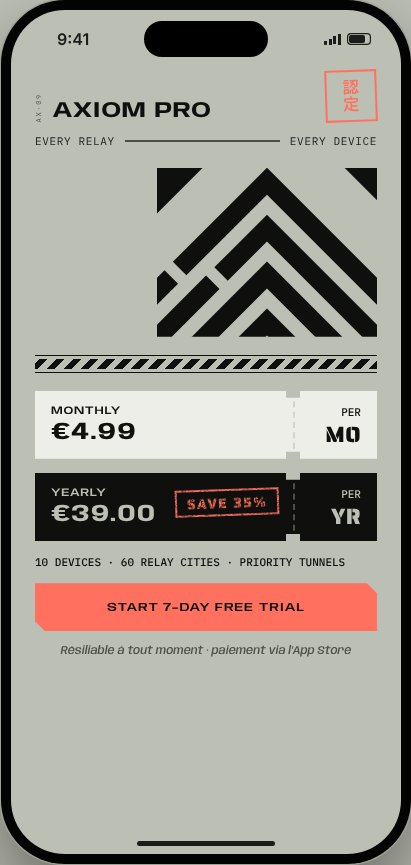 9:41
AX-09
AXIOM PRO
認定
EVERY RELAY
EVERY DEVICE
MONTHLY
€4.99
PER
MO
YEARLY
€39.00
SAVE 35%
PER
YR
10 DEVICES · 60 RELAY CITIES · PRIORITY TUNNELS
START 7-DAY FREE TRIAL
Résiliable à tout moment · paiement via l'App Store